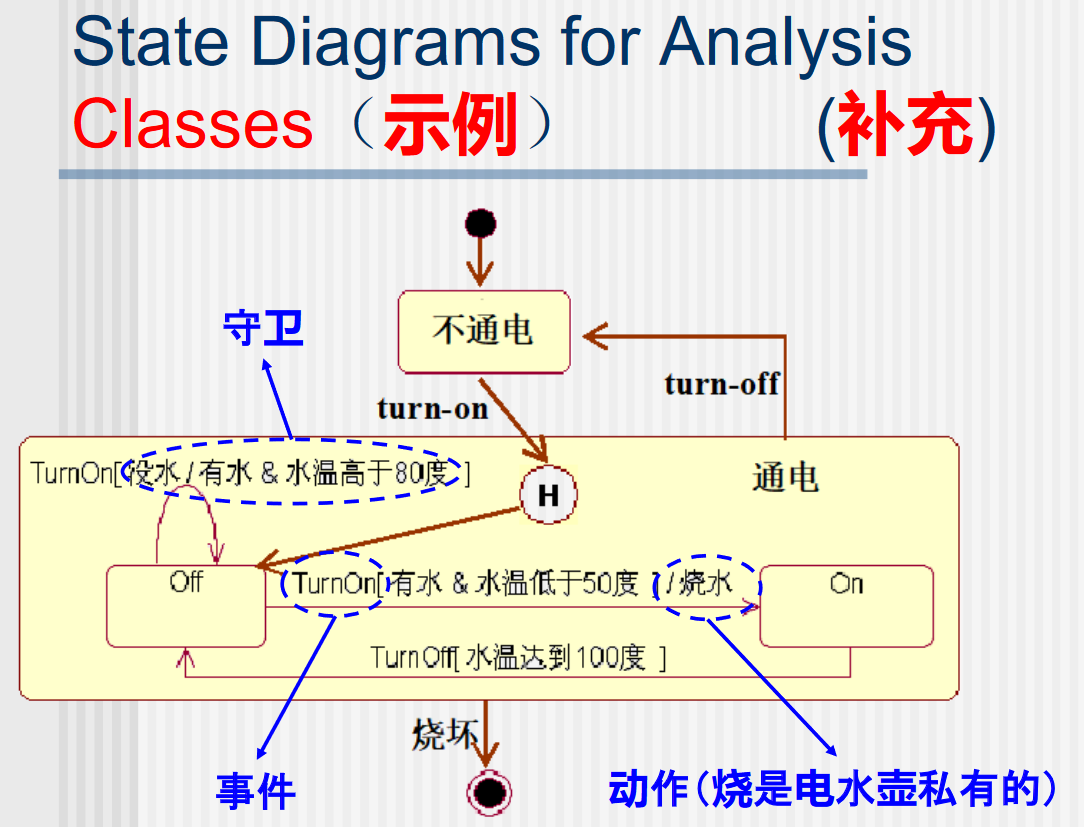 State Diagrams for Analysis
Classes（示例） (补充)
不通电
守卫
turn-off
turn-on
TurnOn[没水/有水 & 水温高于80度 ]
通电
H
Off
TurnOn[ 有水 & 水温低于50度 ]/烧水
On
TurnOff[ 水温达到100度 ]
烧坏
事件
动作(烧是电水壶私有的)